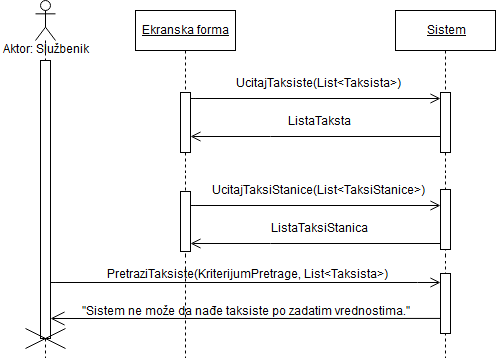 Ekranska forma
Sistem
Aktor: Službenik
UcitajTaksiste(List<Taksista>)
ListaTaksta
UcitajTaksiStanice(List<TaksiStanice>)
ListaTaksiStanica
PretraziTaksiste(KriterijumPretrage, List<Taksista>)
"Sistem ne može da nađe taksiste po zadatim vrednostima."